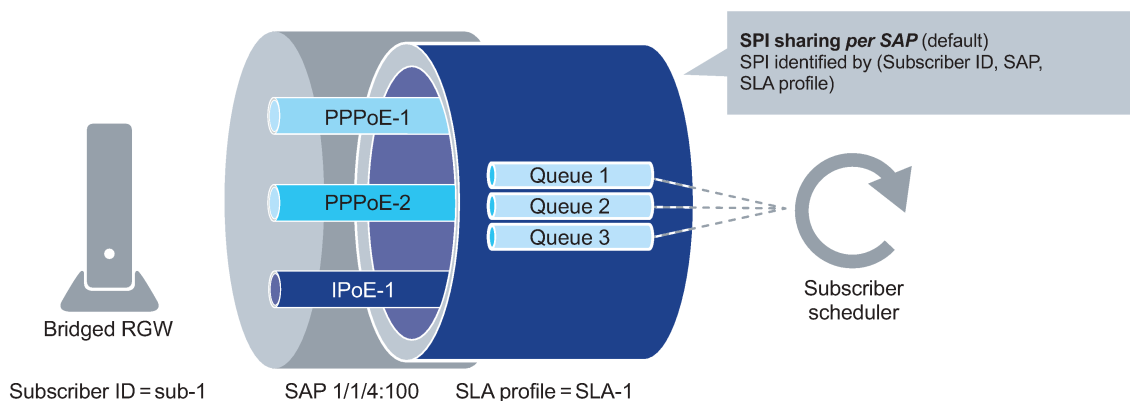 SPI sharing per SAP (default)
SPI identified by (Subscriber ID, SAP,
SLA profile)
PPPoE-1
PPPoE-2
IPoE-1
Queue 1
Queue 2
Queue 3
Bridged RGW
Subscriber
scheduler
Subscriber ID = sub-1
SAP 1/1/4:100
SLA profile = SLA-1